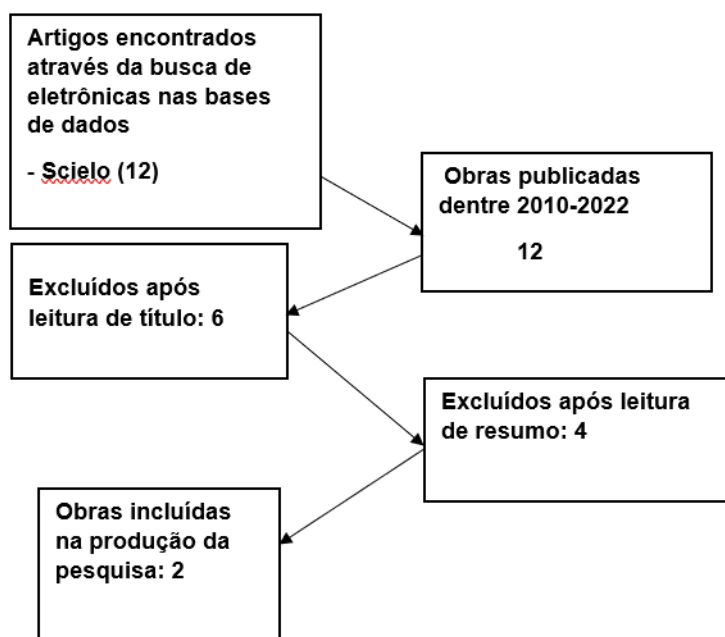 Artigos encontrados
através da busca de
eletrônicas nas bases
de dados
- Scielo (12)
Obras publicadas
dentre 2010-2022
12
Excluídos após
leitura de título: 6
Excluídos após leitura
de resumo: 4
Obras incluídas
na produção da
pesquisa: 2